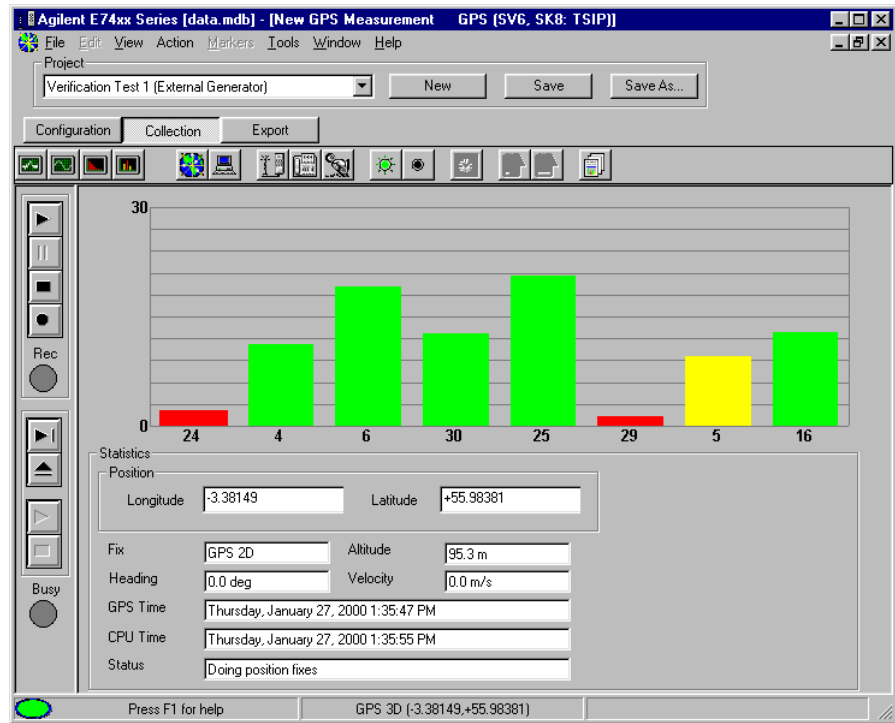 Agilent E74xx Series [data.mdb] - [New GPS Measurement GPS (SV6, SK8: TSIP)]
File Edit View Action Markers Tools Window Help
Project
Verification Test 1 (External Generator) New Save Save As...
Configuration Collection Export
30
Rec
0
24 4 6 30 25 29 5 16
Statistics
Position
Longitude -3.38149 Latitude +55.98381
Fix GPS 2D Altitude 95.3 m
Heading 0.0 deg Velocity 0.0 m/s
Busy
GPS Time Thursday, January 27, 2000 1:35:47 PM
CPU Time Thursday, January 27, 2000 1:35:55 PM
Status Doing position fixes
Press F1 for help GPS 3D (-3.38149,+55.98381)